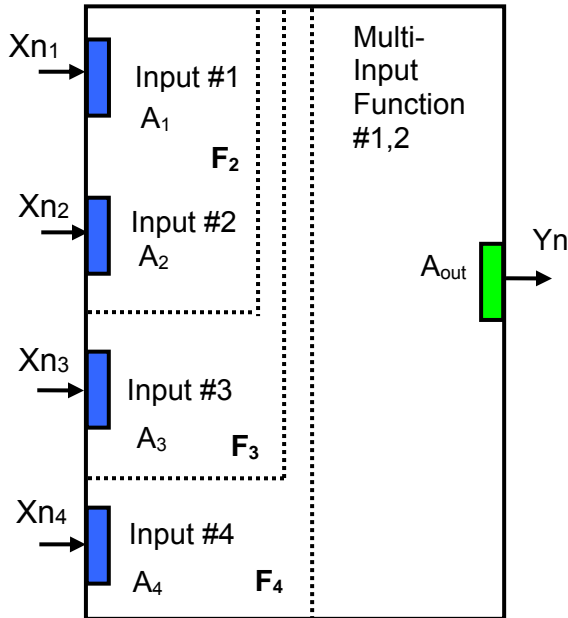 Xn1
Input #1
A1
F2
Xn2
Input #2
A2
Xn3
Input #3
A3
F3
Xn4
Input #4
A4
F4
Multi-
Input
Function
#1,2
Aout
Yn